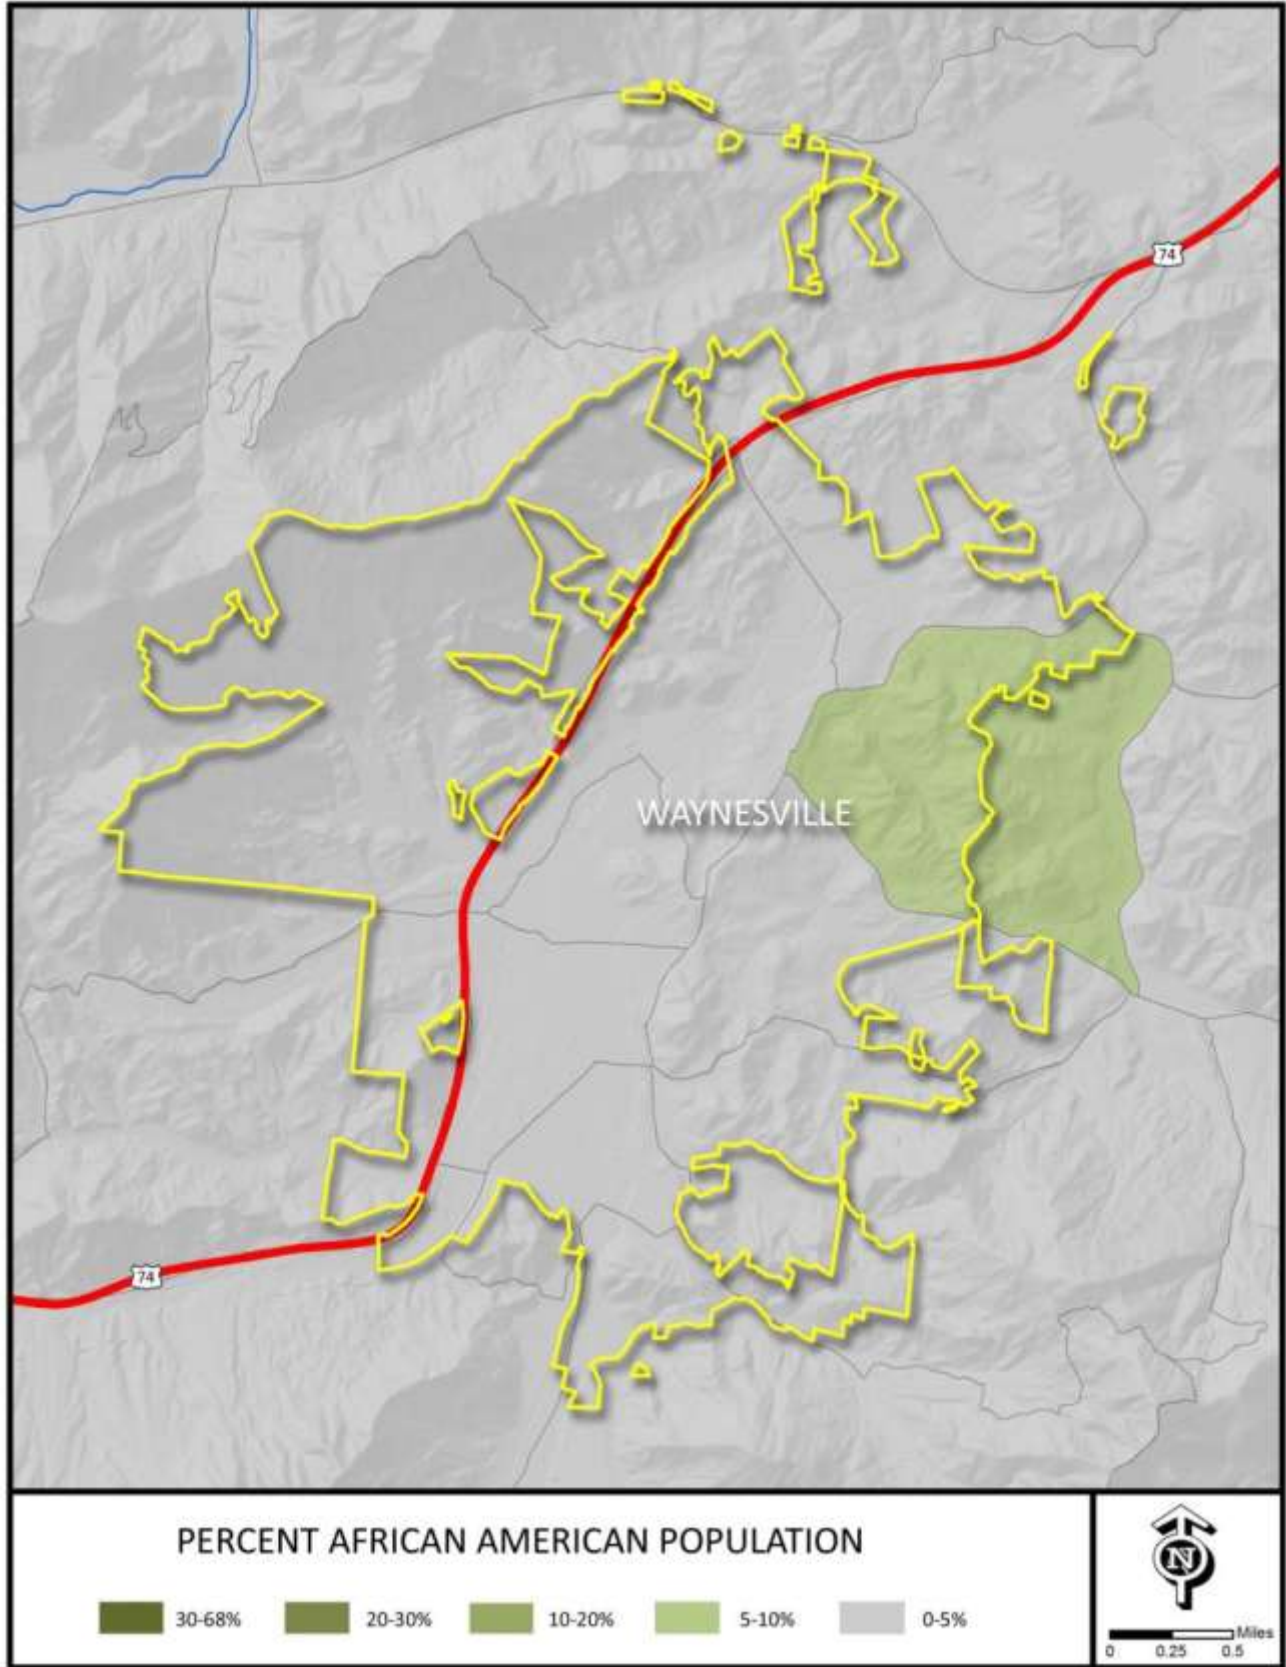 74
WAYNESVILLE
74
PERCENT AFRICAN AMERICAN POPULATION
30-68% 20-30% 10-20% 5-10% 0-5%
N
Miles
0 0.25 0.5